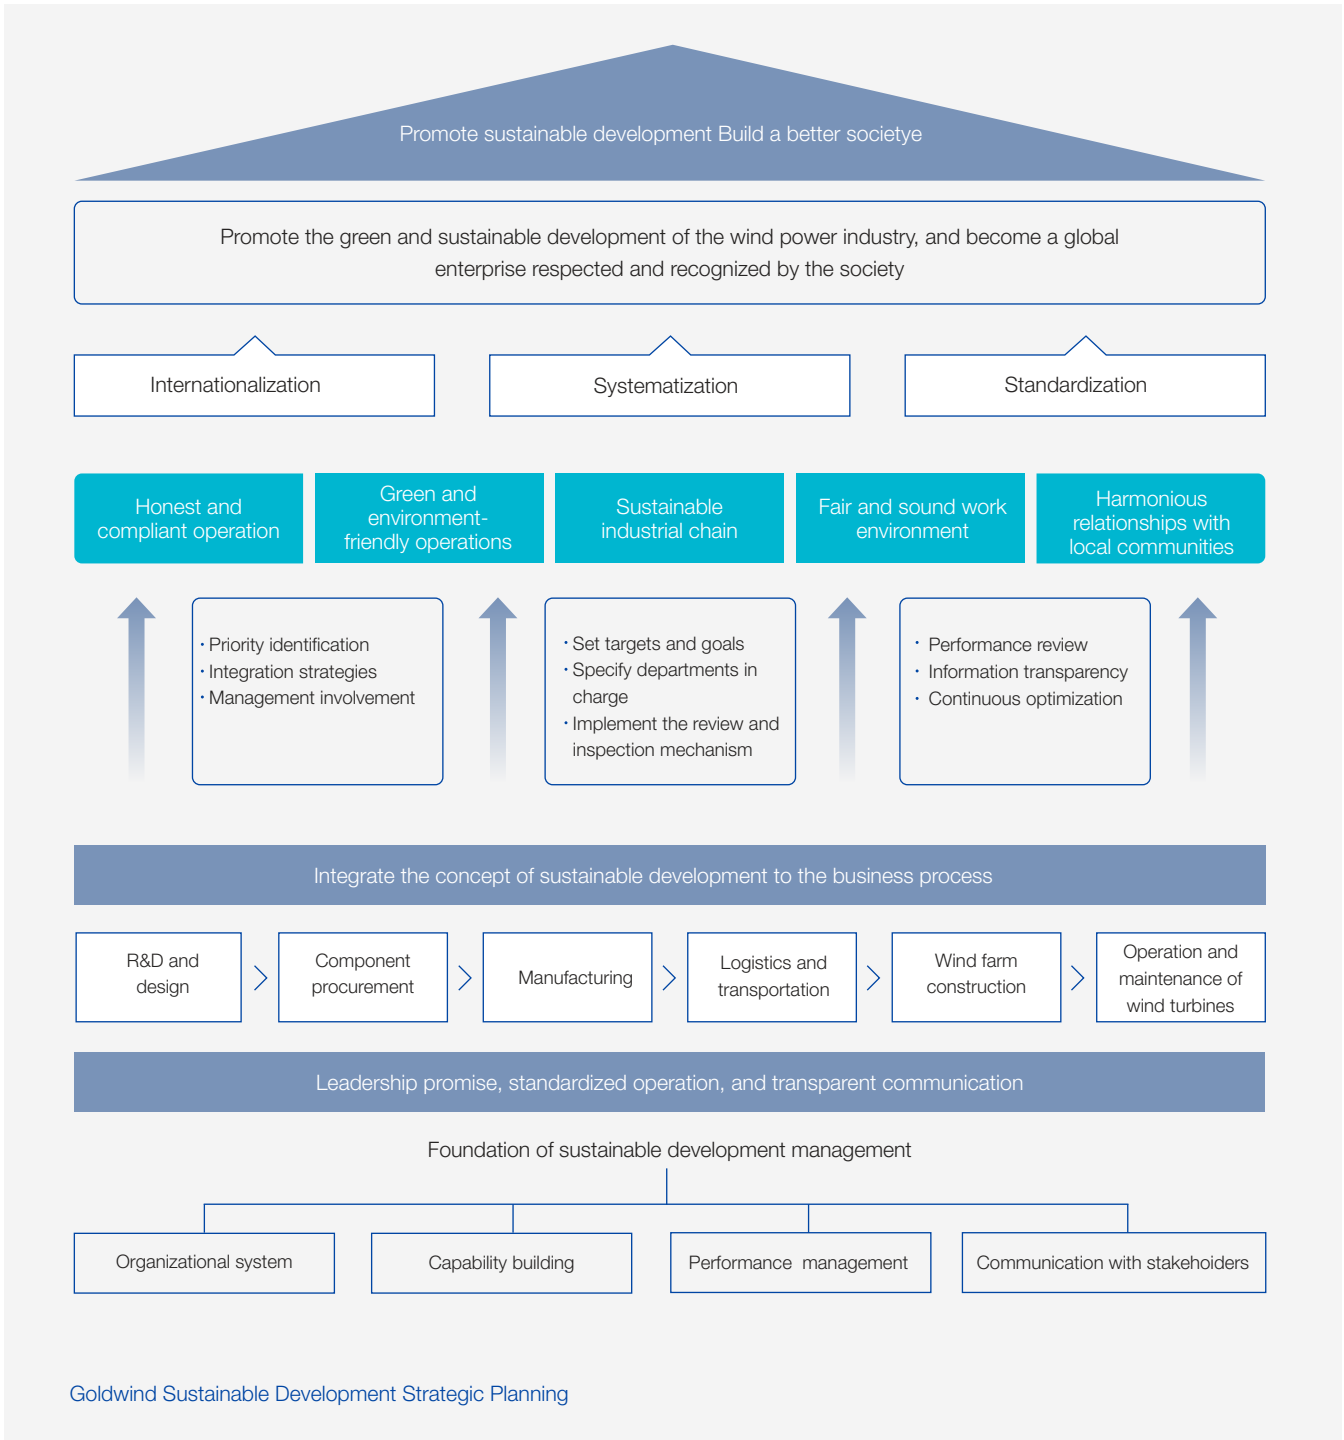 Promote sustainable development Build a better societye
Promote the green and sustainable development of the wind power industry, and become a global
enterprise respected and recognized by the society
Internationalization
Systematization
Standardization
Honest and
compliant operation
Green and
environment-
friendly operations
Sustainable
industrial chain
Fair and sound work
environment
Harmonious
relationships with
local communities
· Priority identification
· Integration strategies
· Management involvement
· Set targets and goals
· Specify departments in
charge
· Implement the review and
inspection mechanism
· Performance review
· Information transparency
· Continuous optimization
Integrate the concept of sustainable development to the business process
R&D and
design
Component
procurement
Manufacturing
Logistics and
transportation
Wind farm
construction
Operation and
maintenance of
wind turbines
Leadership promise, standardized operation, and transparent communication
Foundation of sustainable development management
Organizational system
Capability building
Performance management
Communication with stakehoiders
Goldwind Sustainable Development Strategic Planning